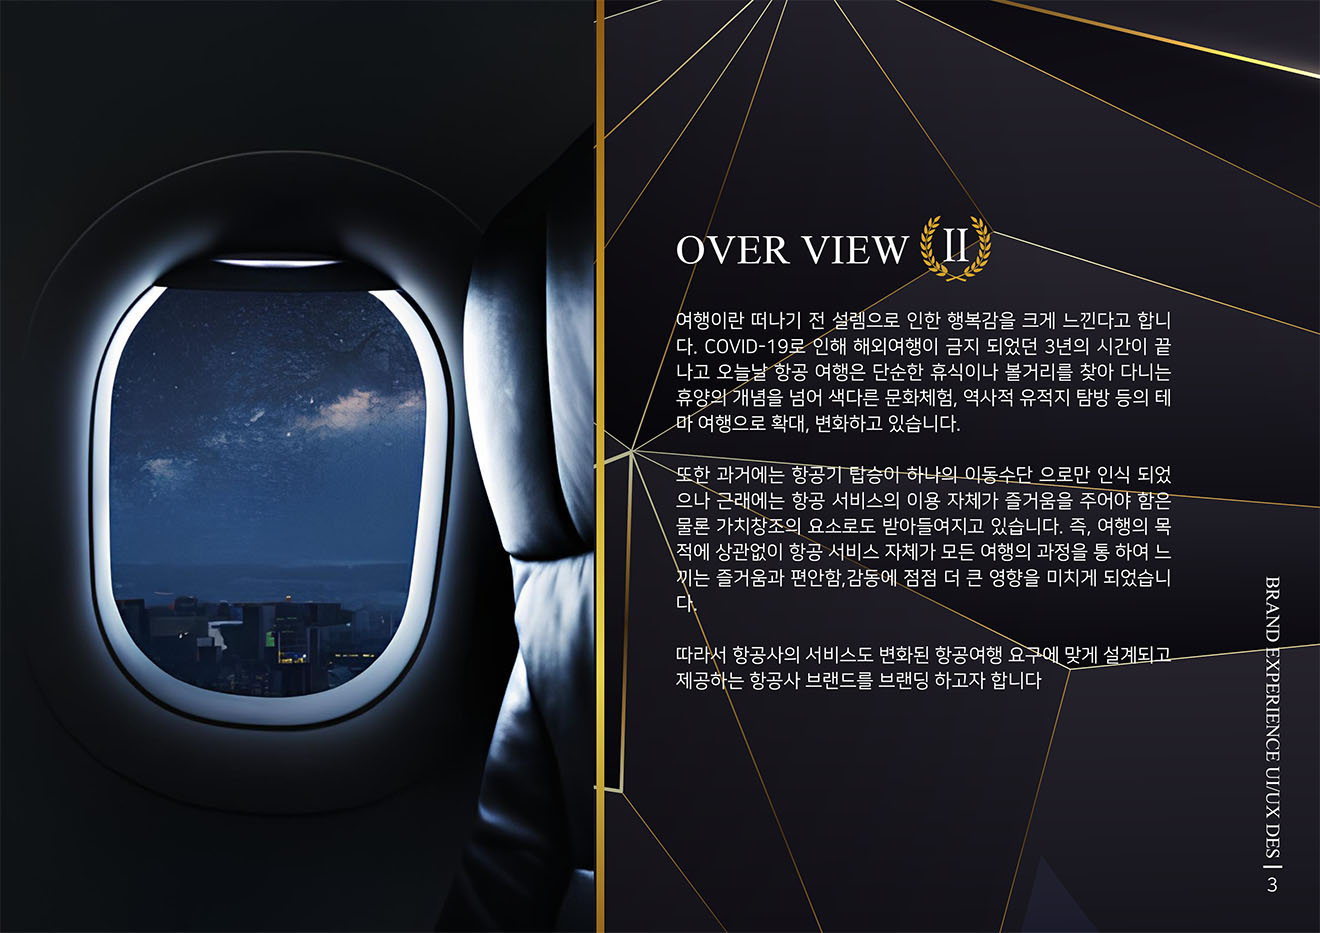 OVER VIEW II
여행이란 떠나기 전 설렘으로 인한 행복감을 크게 느낀다고 합니
다. COVID-19로 인해 해외여행이 금지 되었던 3년의 시간이 끝
나고 오늘날 항공 여행은 단순한 휴식이나 볼거리를 찾아 다니는
휴양의 개념을 넘어 색다른 문화체험, 역사적 유적지 탐방 등의 테
마 여행으로 확대, 변화하고 있습니다.
또한 과거에는 항공기 탑승이 하나의 이동수단 으로만 인식 되었
으나 근래에는 항공 서비스의 이용 자체가 즐거움을 주어야 함은
물론 가치창조의 요소로도 받아들여지고 있습니다. 즉, 여행의 목
적에 상관없이 항공 서비스 자체가 모든 여행의 과정을 통 하여 느
끼는 즐거움과 편안함,감동에 점점 더 큰 영향을 미치게 되었습니
다.
따라서 항공사의 서비스도 변화된 항공여행 요구에 맞게 설계되고
제공하는 항공사 브랜드를 브랜딩 하고자 합니다
BRAND EXPERIENCE UI/UX DES
3